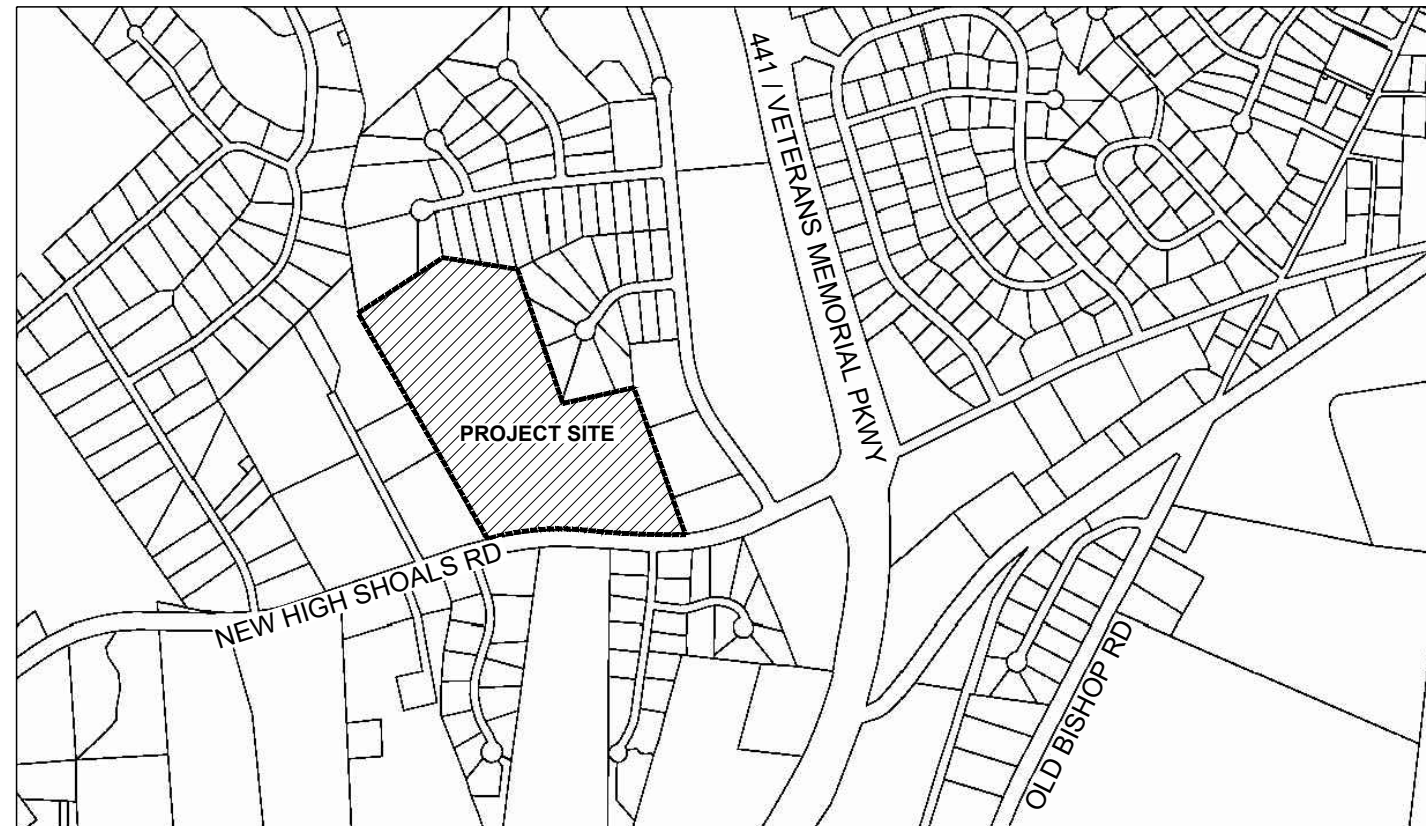 441 / VETERANS MEMORIAL PKWY
PROJECT SITE
NEW HIGH SHOALS RD
OLD BISHOP RD